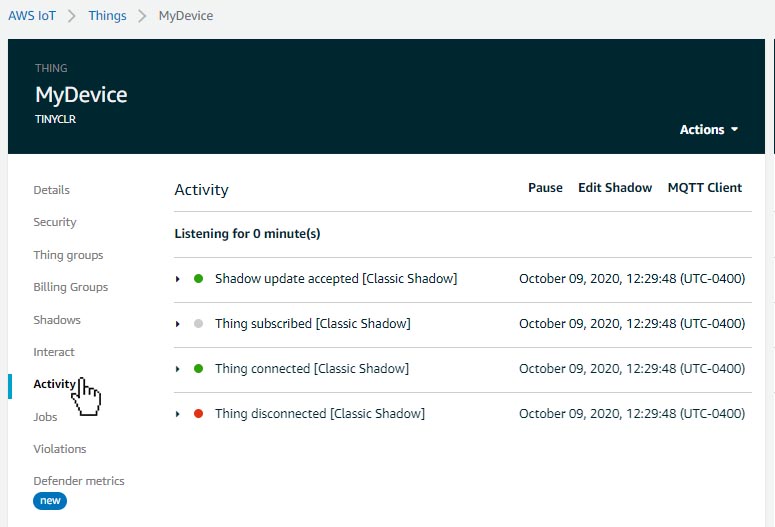 AWS IoT > Things > MyDevice
THING
MyDevice
TINYCLR
Actions
Details
Security
Thing groups
Billing Groups
Shadows
Interact
Activity
Jobs
Violations
Defender metrics
new
Activity Pause Edit Shadow MQTT Client
Listening for 0 minute(s)
Shadow update accepted [Classic Shadow] October 09, 2020, 12:29:48 (UTC-0400)
Thing subscribed [Classic Shadow] October 09, 2020, 12:29:48 (UTC-0400)
Thing connected [Classic Shadow] October 09, 2020, 12:29:48 (UTC-0400)
Thing disconnected [Classic Shadow] October 09, 2020, 12:29:48 (UTC-0400)